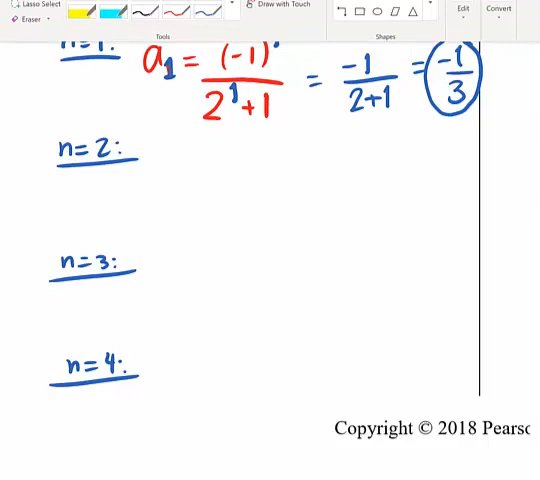 Lasso Select
Draw with Touch
Eraser
Edit
Convert
Tools
Shapes
n=1:
a₁ = (-1)¹ / (2¹+1) = -1 / (2+1) = -1/3
n=2:
n=3:
n=4:
Copyright © 2018 Pearso